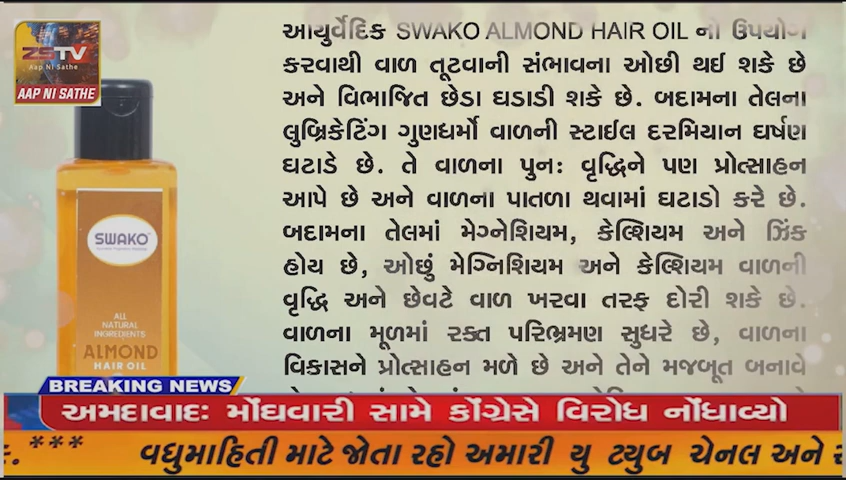 ZSTV
Aap Ni Sathe
AAP NI SATHE
આયુર્વેદિક SWAKO ALMOND HAIR OIL નો ઉપયોગ
કરવાથી વાળ તૂટવાની સંભાવના ઓછી થઈ શકે છે
અને વિભાજિત છેડા ઘડાડી શકે છે. બદામના તેલના
લુબ્રિકેટિંગ ગુણધર્મો વાળની સ્ટાઈલ દરમિયાન ઘર્ષણ
ઘટાડે છે. તે વાળના પુનઃ વૃદ્ધિને પણ પ્રોત્સાહન
આપે છે અને વાળના પાતળા થવામાં ઘટાડો કરે છે.
બદામના તેલમાં મેગ્નેશિયમ, કેલ્શિયમ અને ઝિંક
હોય છે, ઓછું મેગ્નિશિયમ અને કેલ્શિયમ વાળની
વૃદ્ધિ અને છેવટે વાળ ખરવા તરફ દોરી શકે છે.
વાળના મૂળમાં રક્ત પરિભ્રમણ સુધરે છે, વાળના
વિકાસને પ્રોત્સાહન મળે છે અને તેને મજબૂત બનાવે
SWAKO
ALL
NATURAL
INGREDIENTS
ALMOND
HAIR OIL
BREAKING NEWS
અમદાવાદઃ મોંઘવારી સામે કોંગ્રેસે વિરોધ નોંધાવ્યો
*** વધુમાહિતી માટે જોતા રહો અમારી યુ ટ્યુબ ચેનલ અને